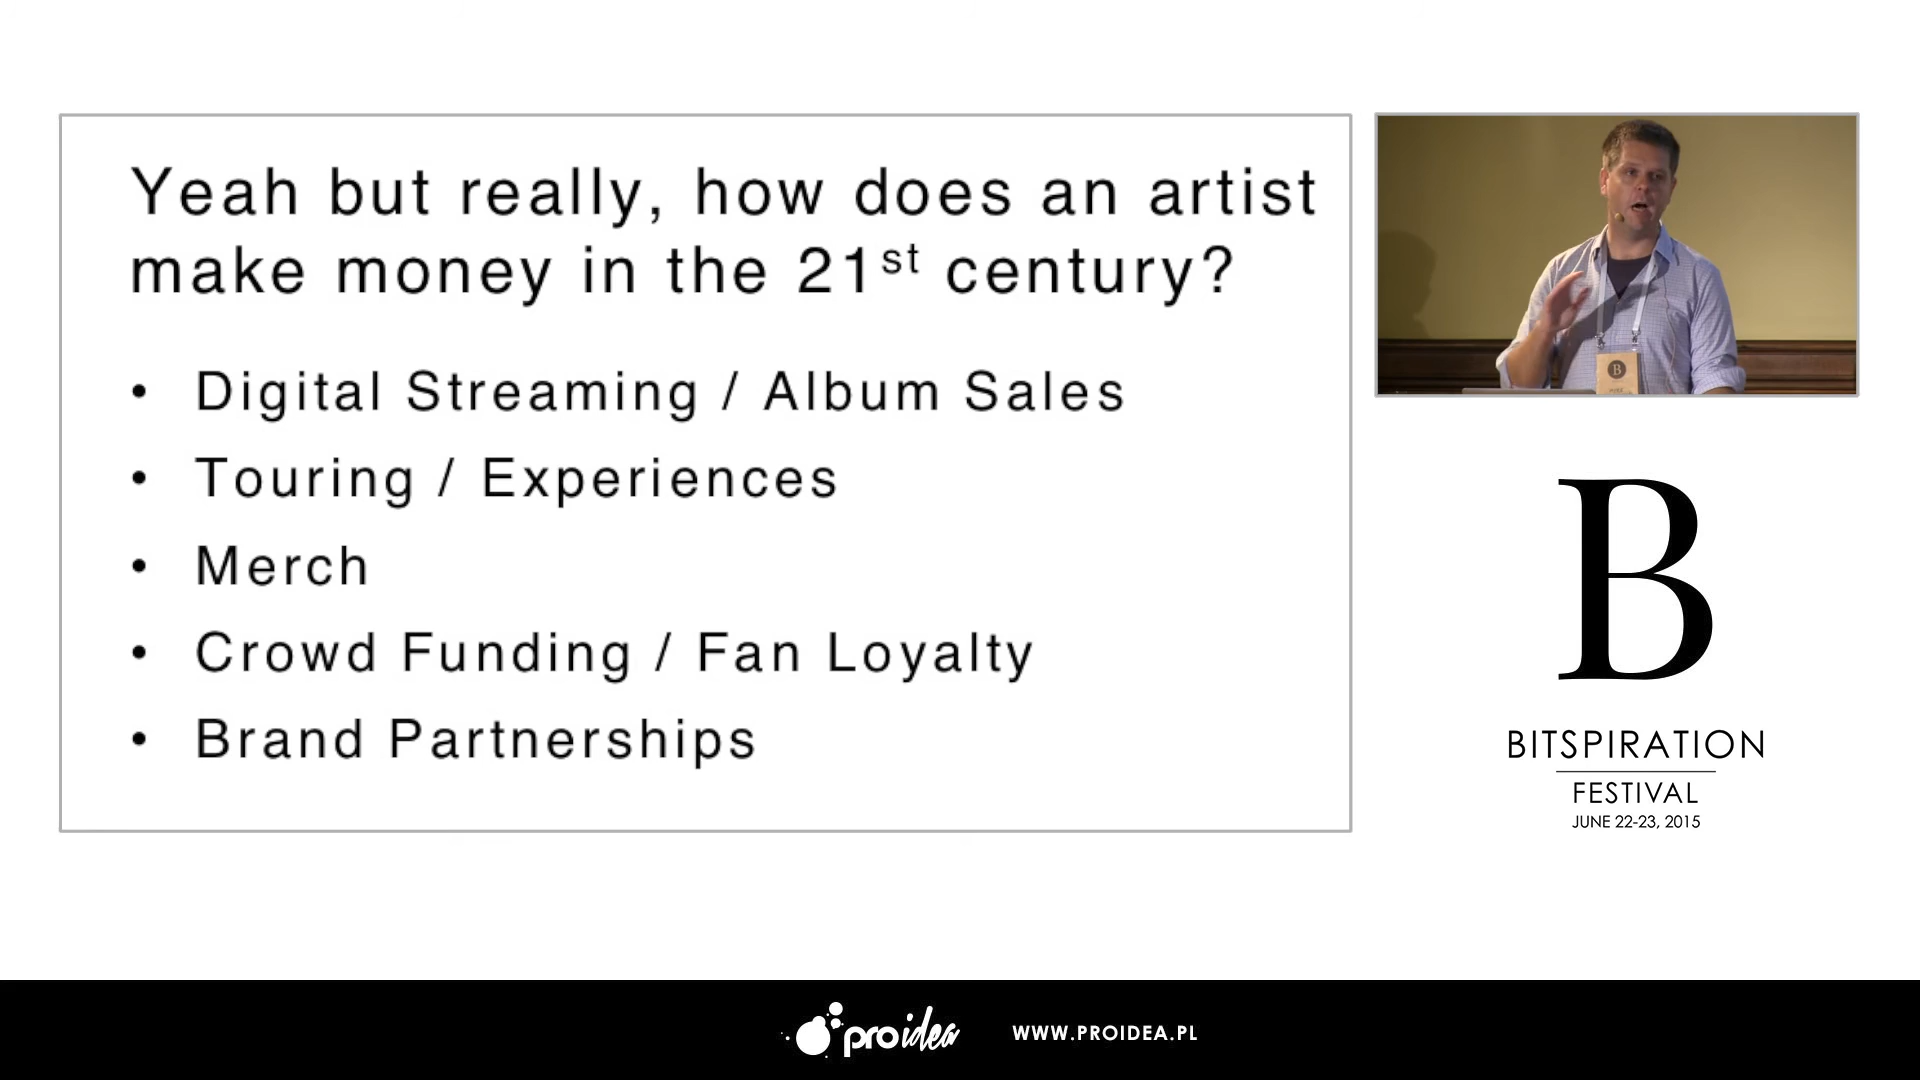 Yeah but really, how does an artist
make money in the 21st century?
• Digital Streaming / Album Sales
• Touring / Experiences
• Merch
• Crowd Funding / Fan Loyalty
• Brand Partnerships
B
B
BITSPIRATION
FESTIVAL
JUNE 22-23, 2015
proidea
WWW.PROIDEA.PL